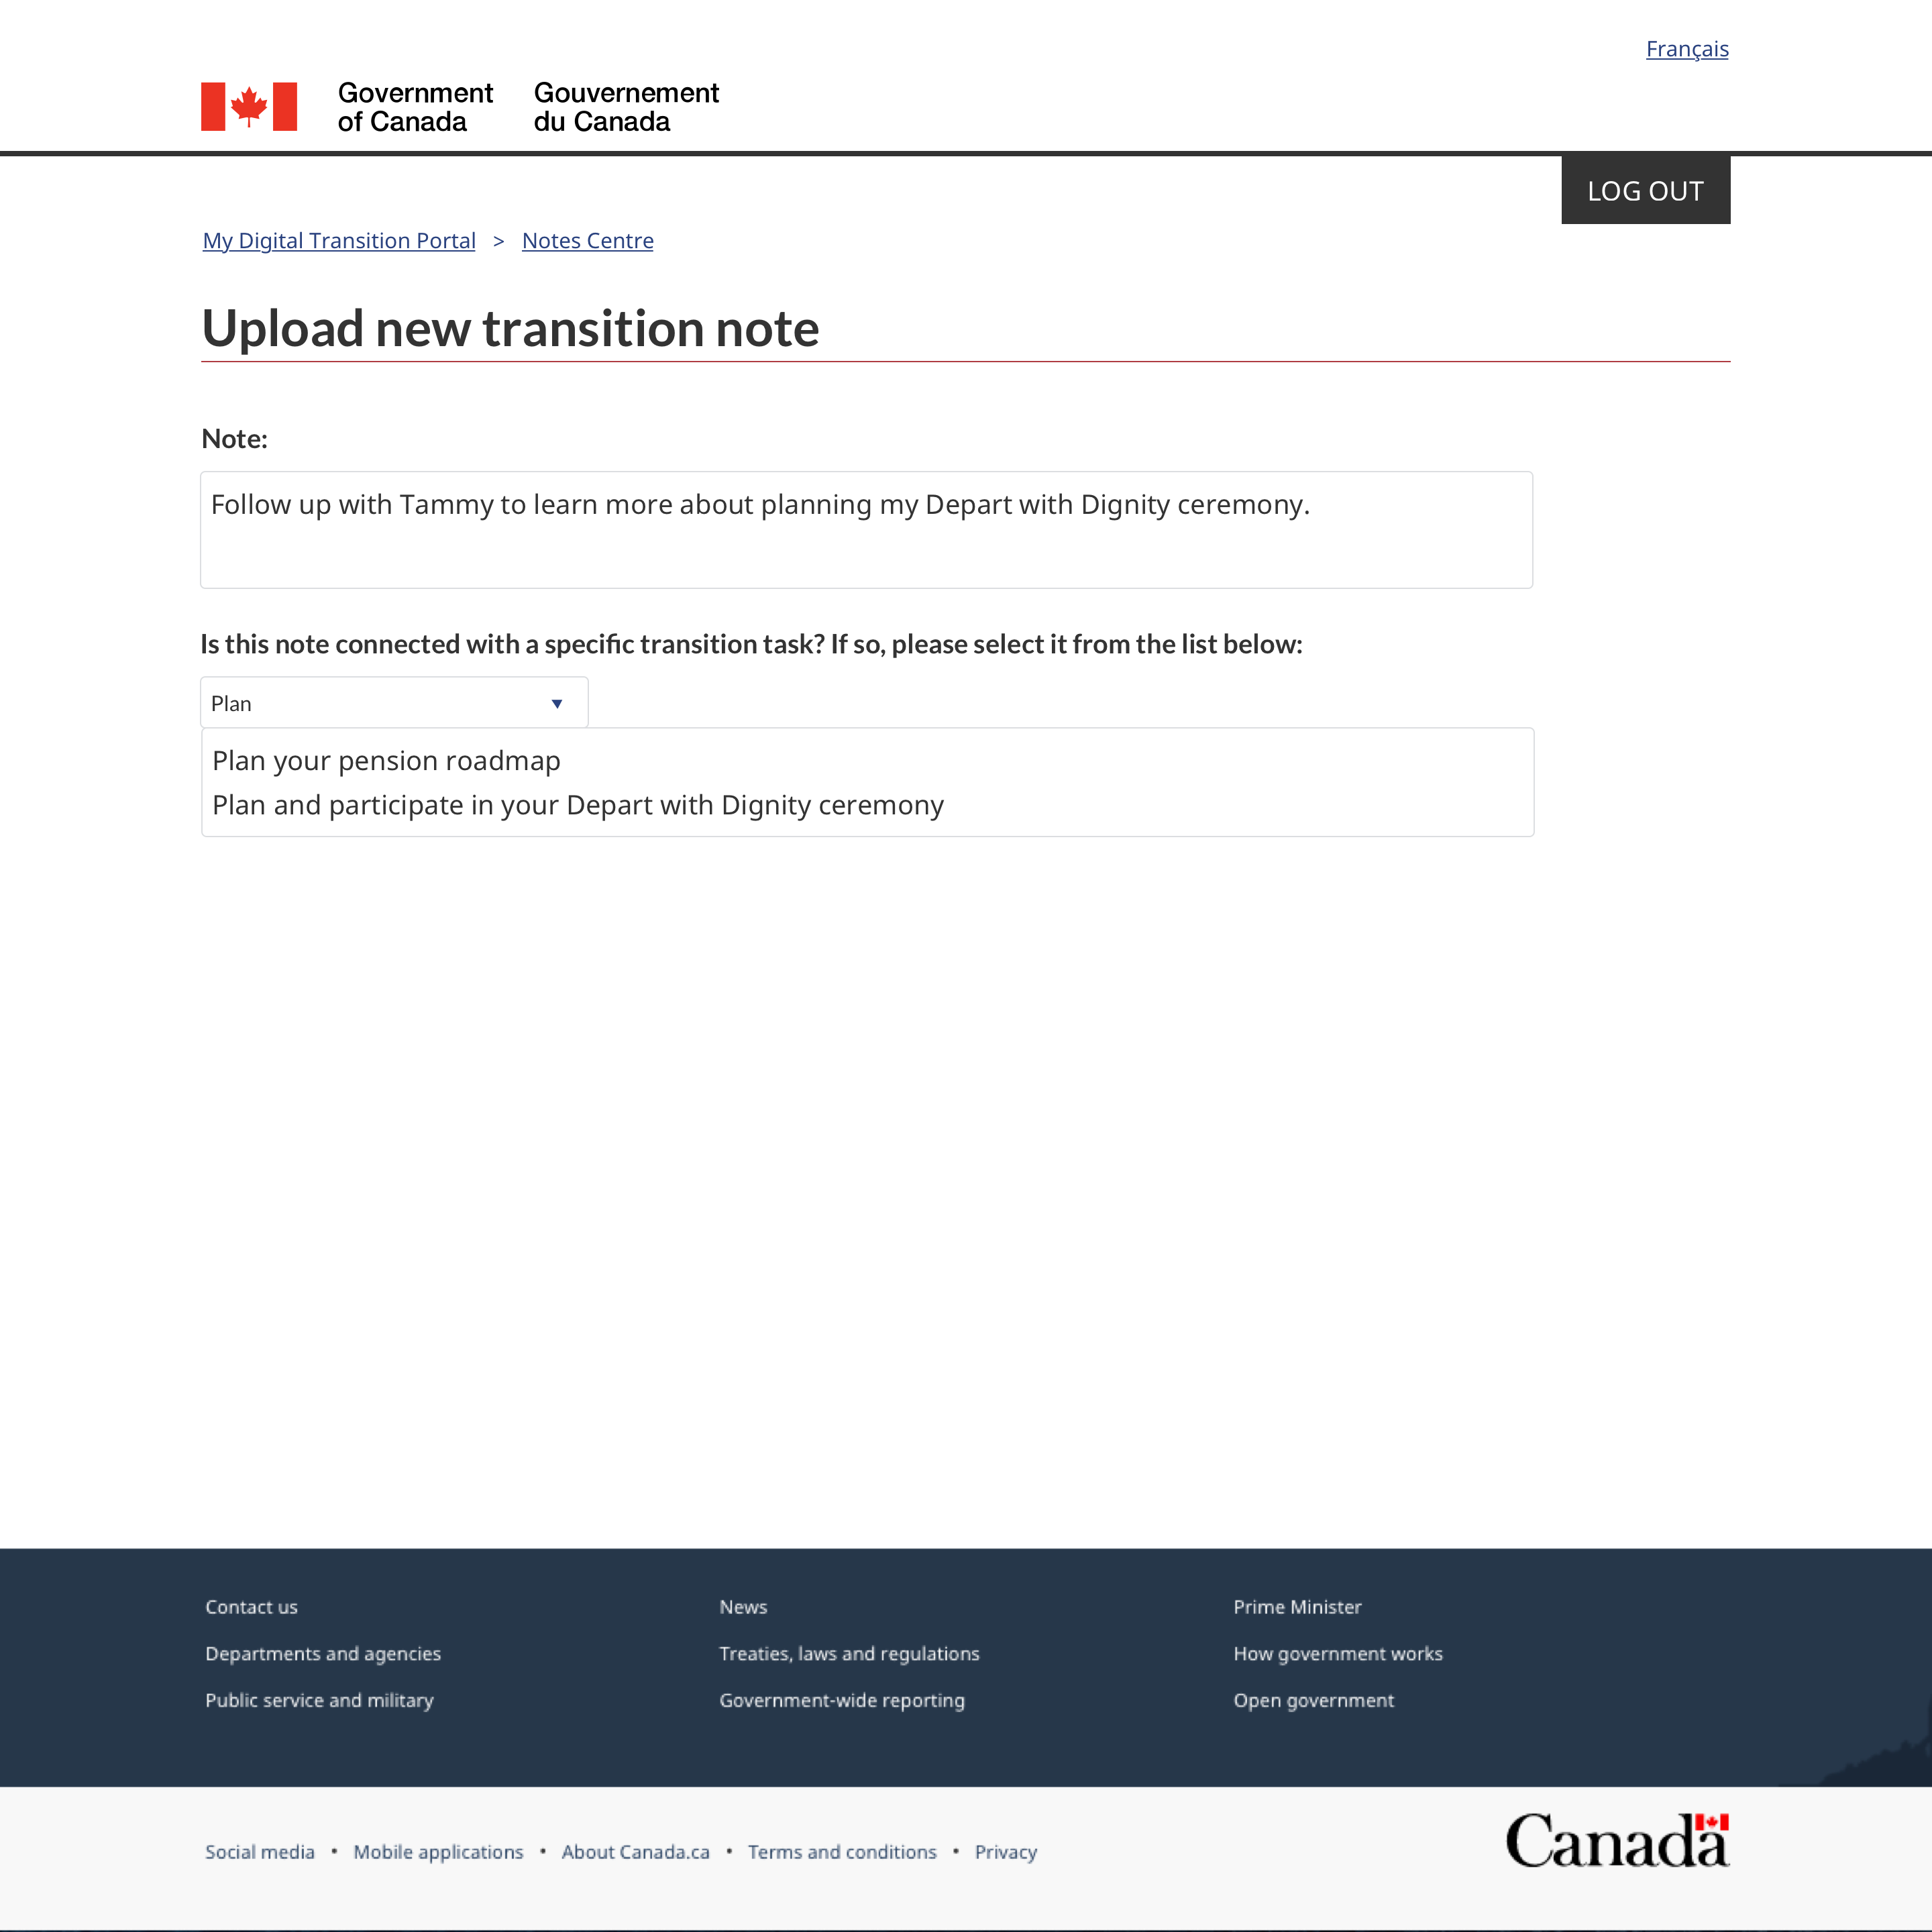 Français
Government of Canada
Gouvernement du Canada
LOG OUT
My Digital Transition Portal > Notes Centre
Upload new transition note
Note:
Follow up with Tammy to learn more about planning my Depart with Dignity ceremony.
Is this note connected with a specific transition task? If so, please select it from the list below:
Plan
Plan your pension roadmap
Plan and participate in your Depart with Dignity ceremony
Contact us
News
Prime Minister
Departments and agencies
Treaties, laws and regulations
How government works
Public service and military
Government-wide reporting
Open government
Social media • Mobile applications • About Canada.ca • Terms and conditions • Privacy
Canada